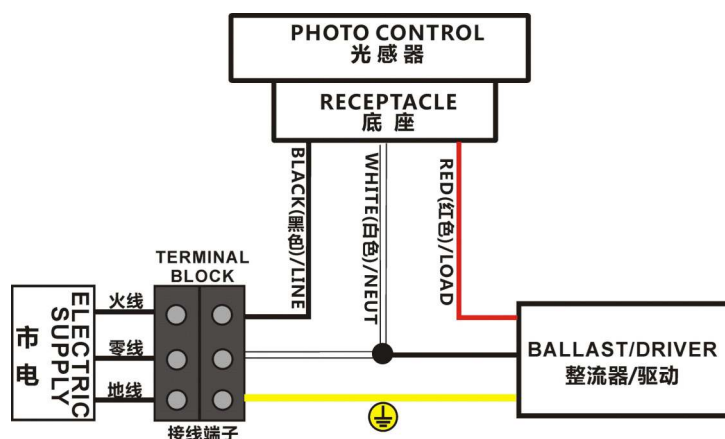 PHOTO CONTROL
光感器
RECEPTACLE
底座
BLACK(黑色)/LINE
WHITE(白色)/NEUT
RED(红色)/LOAD
TERMINAL
BLOCK
ELECTRIC
SUPPLY
市电
火线
零线
地线
接线端子
BALLAST/DRIVER
整流器/驱动